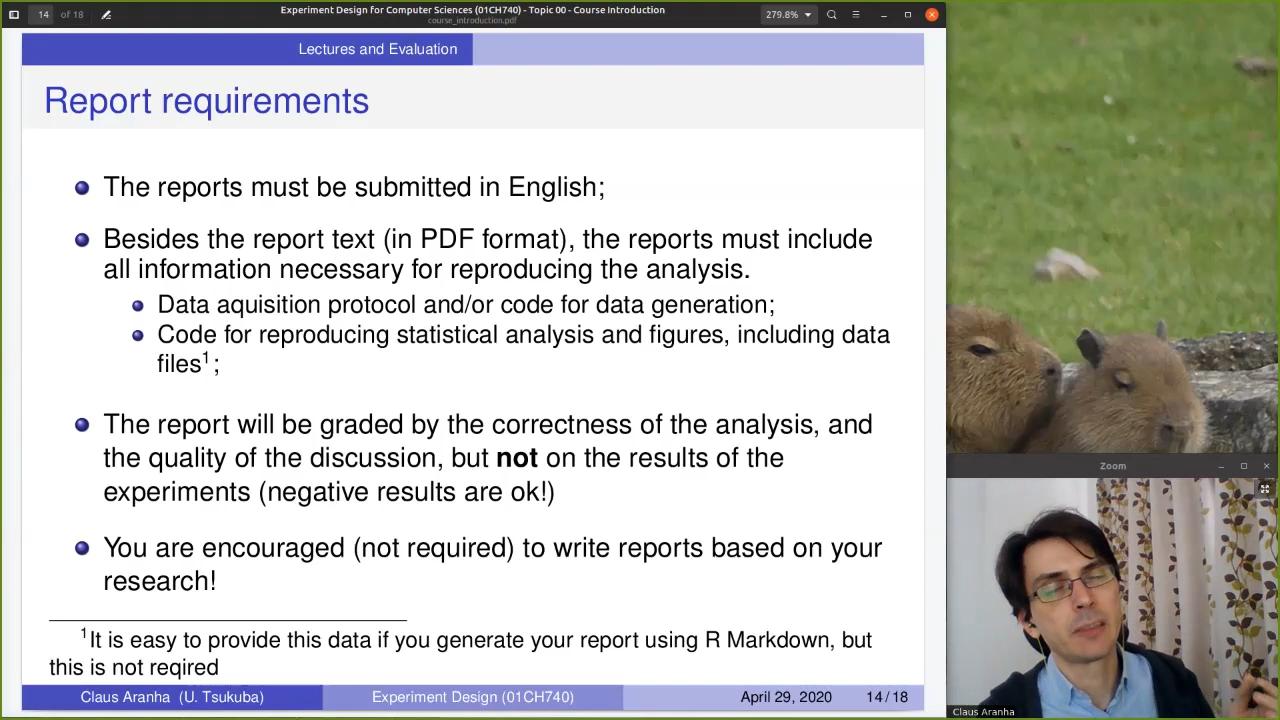 14 of 18
Experiment Design for Computer Sciences (01CH740) - Topic 00 - Course Introduction
course_introduction.pdf
279.8%
Lectures and Evaluation
Report requirements
The reports must be submitted in English;
Besides the report text (in PDF format), the reports must include
all information necessary for reproducing the analysis.
Data aquisition protocol and/or code for data generation;
Code for reproducing statistical analysis and figures, including data
files1;
The report will be graded by the correctness of the analysis, and
the quality of the discussion, but not on the results of the
experiments (negative results are ok!)
You are encouraged (not required) to write reports based on your
research!
1It is easy to provide this data if you generate your report using R Markdown, but
this is not reqired
Claus Aranha (U. Tsukuba) Experiment Design (01CH740) April 29, 2020 14/18
Zoom
Claus Aranha